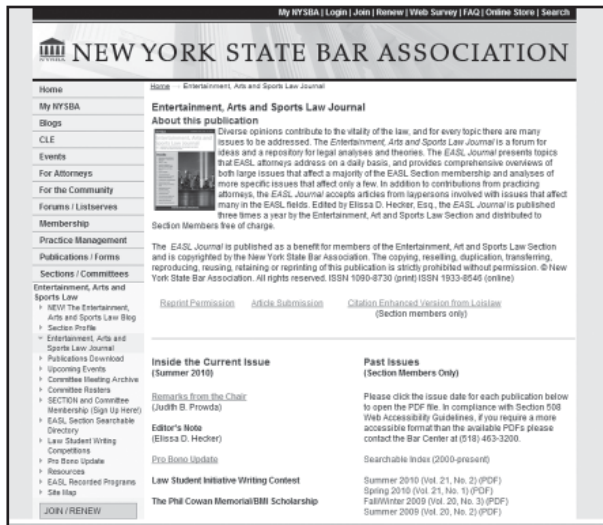 My NYSBA | Login | Join | Renew | Web Survey | FAQ | Online Store | Search
NYSBA
NEW YORK STATE BAR ASSOCIATION
Home
My NYSBA
Blogs
CLE
Events
For Attorneys
For the Community
Forums / Listserves
Membership
Practice Management
Publications / Forms
Sections / Committees
Entertainment, Arts and
Sports Law
NEW! The Entertainment,
Arts and Sports Law Blog
Section Profile
Entertainment, Arts and
Sports Law Journal
Publications Download
Upcoming Events
Committee Meeting Archive
Committee Rosters
SECTION and Committee
Membership (Sign Up Here!)
EASL Section Searchable
Directory
Law Student Writing
Competitions
Pro Bono Update
Resources
EASL Recorded Programs
Site Map
JOIN / RENEW
Home → Entertainment, Arts and Sports Law Journal
Entertainment, Arts and Sports Law Journal
About this publication
Diverse opinions contribute to the vitality of the law, and for every topic there are many
issues to be addressed. The Entertainment, Arts and Sports Law Journal is a forum for
ideas and a repository for legal analyses and theories. The EASL Journal presents topics
that EASL attorneys address on a daily basis, and provides comprehensive overviews of
both large issues that affect a majority of the EASL Section membership and analyses of
more specific issues that affect only a few. In addition to contributions from practicing
attorneys, the EASL Journal accepts articles from laypersons involved with issues that affect
many in the EASL fields. Edited by Elissa D. Hecker, Esq., the EASL Journal is published
three times a year by the Entertainment, Art and Sports Law Section and distributed to
Section Members free of charge.
The EASL Journal is published as a benefit for members of the Entertainment, Art and Sports Law Section
and is copyrighted by the New York State Bar Association. The copying, reselling, duplication, transferring,
reproducing, reusing, retaining or reprinting of this publication is strictly prohibited without permission. © New
York State Bar Association. All rights reserved. ISSN 1090-8730 (print) ISSN 1933-8546 (online)
Reprint Permission Article Submission Citation Enhanced Version from Loislaw
(Section members only)
Inside the Current Issue
(Summer 2010)
Remarks from the Chair
(Judith B. Prowda)
Editor's Note
(Elissa D. Hecker)
Pro Bono Update
Law Student Initiative Writing Contest
The Phil Cowan Memorial/BMI Scholarship
Past Issues
(Section Members Only)
Please click the issue date for each publication below
to open the PDF file. In compliance with Section 508
Web Accessibility Guidelines, if you require a more
accessible format than the available PDFs please
contact the Bar Center at (518) 463-3200.
Searchable Index (2000-present)
Summer 2010 (Vol. 21, No. 2) (PDF)
Spring 2010 (Vol. 21, No. 1) (PDF)
Fall/Winter 2009 (Vol. 20, No. 3) (PDF)
Summer 2009 (Vol. 20, No. 2) (PDF)